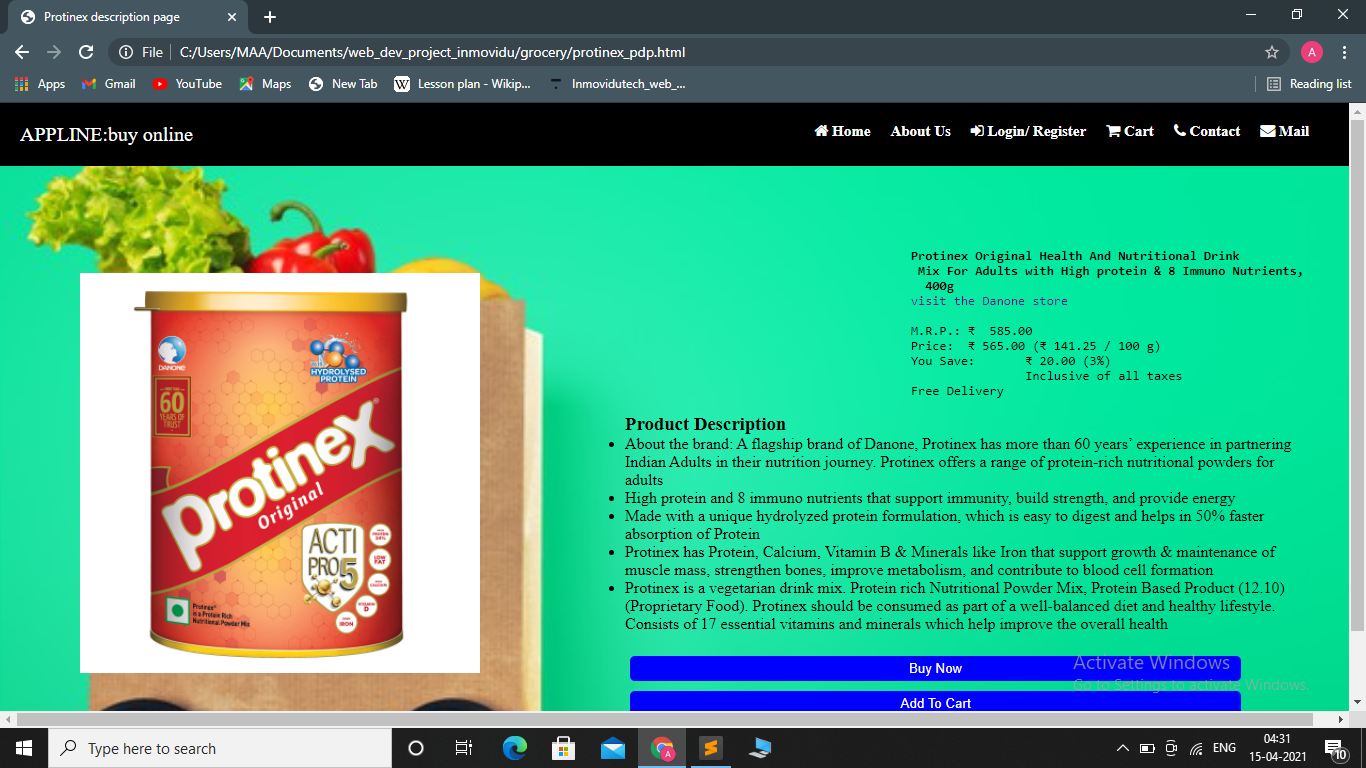 Protinex description page
File
C:/Users/MAA/Documents/web_dev_project_inmovidu/grocery/protinex_pdp.html
A
Apps
Gmail
YouTube
Maps
New Tab
W
Lesson plan - Wikip...
Inmovidutech_web_...
Reading list
APPLINE:buy online
Home
About Us
Login/ Register
Cart
Contact
Mail
Protinex Original Health And Nutritional Drink
Mix For Adults with High protein & 8 Immuno Nutrients,
400g
visit the Danone store
M.R.P.: ₹ 585.00
Price: ₹ 565.00 (₹ 141.25 / 100 g)
You Save: ₹ 20.00 (3%)
Inclusive of all taxes
Free Delivery
DANONE
HYDROLYSED
PROTEIN
60
YEARS OF
TRUST
Protinex
Original
ACTI
PRO5
LOW
FAT
VITAMIN
D
IRON
Protinex®
is a Protein Rich
Nutritional Powder Mix
Product Description
About the brand: A flagship brand of Danone, Protinex has more than 60 years’ experience in partnering
Indian Adults in their nutrition journey. Protinex offers a range of protein-rich nutritional powders for
adults
High protein and 8 immuno nutrients that support immunity, build strength, and provide energy
Made with a unique hydrolyzed protein formulation, which is easy to digest and helps in 50% faster
absorption of Protein
Protinex has Protein, Calcium, Vitamin B & Minerals like Iron that support growth & maintenance of
muscle mass, strengthen bones, improve metabolism, and contribute to blood cell formation
Protinex is a vegetarian drink mix. Protein rich Nutritional Powder Mix, Protein Based Product (12.10)
(Proprietary Food). Protinex should be consumed as part of a well-balanced diet and healthy lifestyle.
Consists of 17 essential vitamins and minerals which help improve the overall health
Buy Now
Add To Cart
Activate Windows
Go to Settings to activate Windows.
Type here to search
A
ENG
04:31
15-04-2021
10